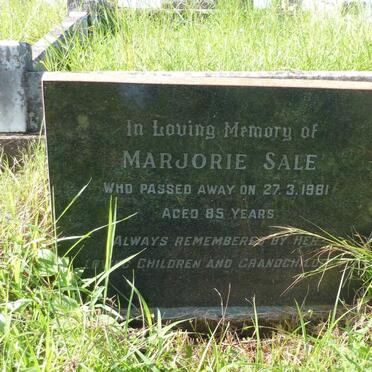 In Loving Memory of
MARJORIE SALE
WHO PASSED AWAY ON 27.3.1981
AGED 85 YEARS
ALWAYS REMEMBERED BY HER
CHILDREN AND